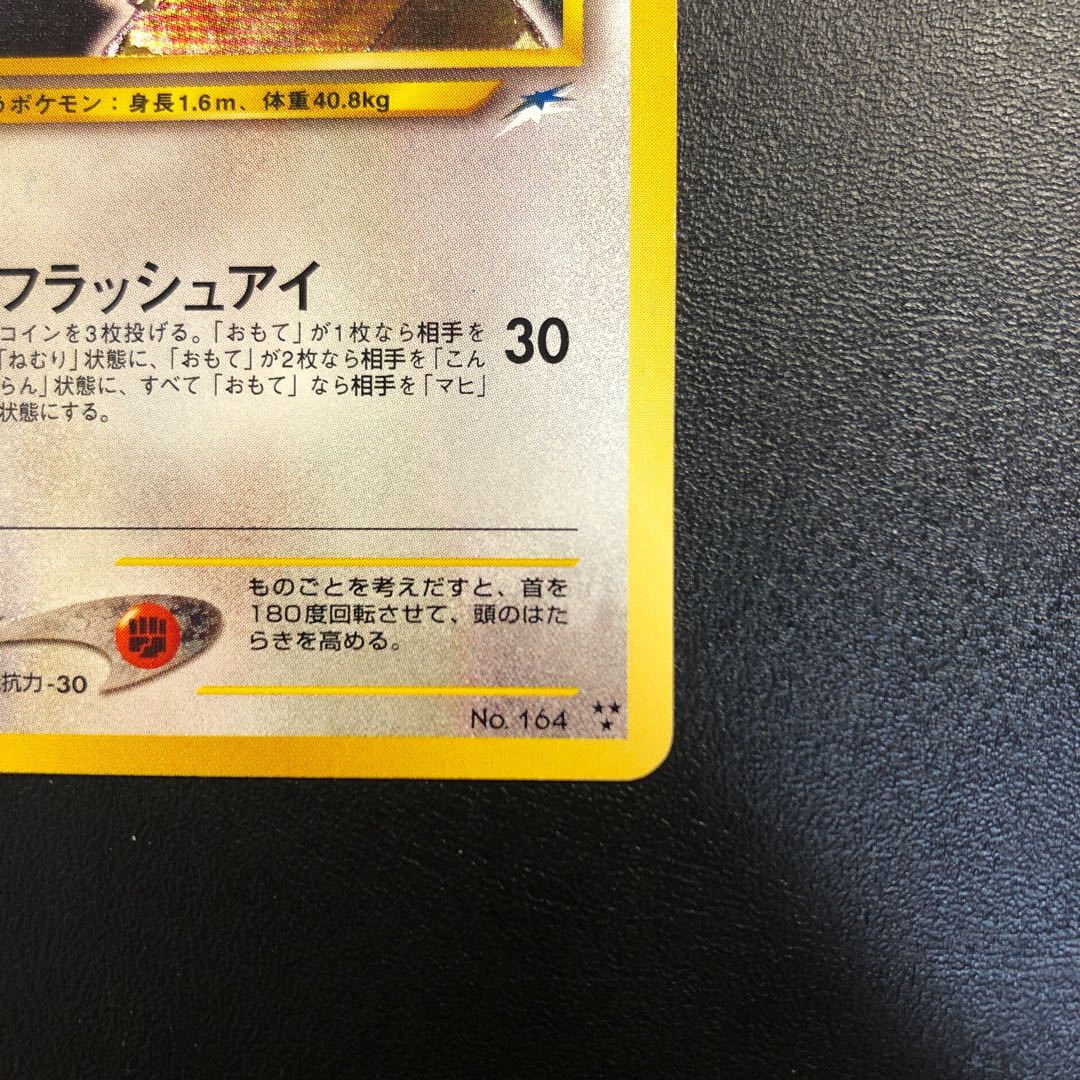 うポケモン：身長1.6m、体重40.8kg
フラッシュアイ
コインを3枚投げる。「おもて」が1枚なら相手を
「ねむり」状態に、「おもて」が2枚なら相手を「こん
らん」状態に、すべて「おもて」なら相手を「マヒ」
状態にする。
30
ものごとを考えだすと、首を
180度回転させて、頭のはた
らきを高める。
抗力-30
No. 164